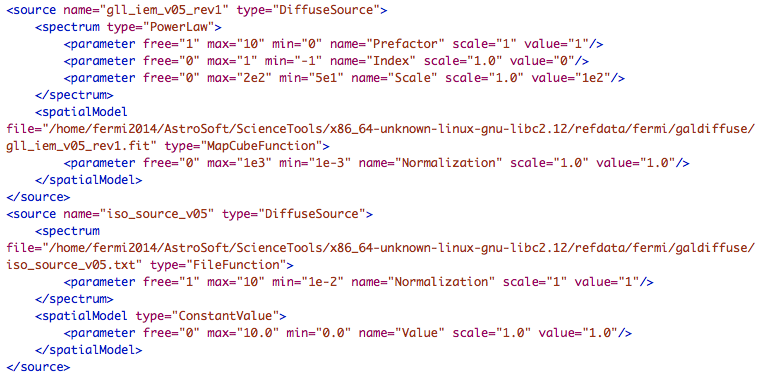 <source name="gll_iem_v05_rev1" type="DiffuseSource">
<spectrum type="PowerLaw">
<parameter free="1" max="10" min="0" name="Prefactor" scale="1" value="1"/>
<parameter free="0" max="1" min="-1" name="Index" scale="1.0" value="0"/>
<parameter free="0" max="2e2" min="5e1" name="Scale" scale="1.0" value="1e2"/>
</spectrum>
<spatialModel
file="/home/fermi2014/AstroSoft/ScienceTools/x86_64-unknown-linux-gnu-libc2.12/refdata/fermi/galdiffuse/
gll_iem_v05_rev1.fit" type="MapCubeFunction">
<parameter free="0" max="1e3" min="1e-3" name="Normalization" scale="1.0" value="1.0"/>
</spatialModel>
</source>
<source name="iso_source_v05" type="DiffuseSource">
<spectrum
file="/home/fermi2014/AstroSoft/ScienceTools/x86_64-unknown-linux-gnu-libc2.12/refdata/fermi/galdiffuse/
iso_source_v05.txt" type="FileFunction">
<parameter free="1" max="10" min="1e-2" name="Normalization" scale="1" value="1"/>
</spectrum>
<spatialModel type="ConstantValue">
<parameter free="0" max="10.0" min="0.0" name="Value" scale="1.0" value="1.0"/>
</spatialModel>
</source>